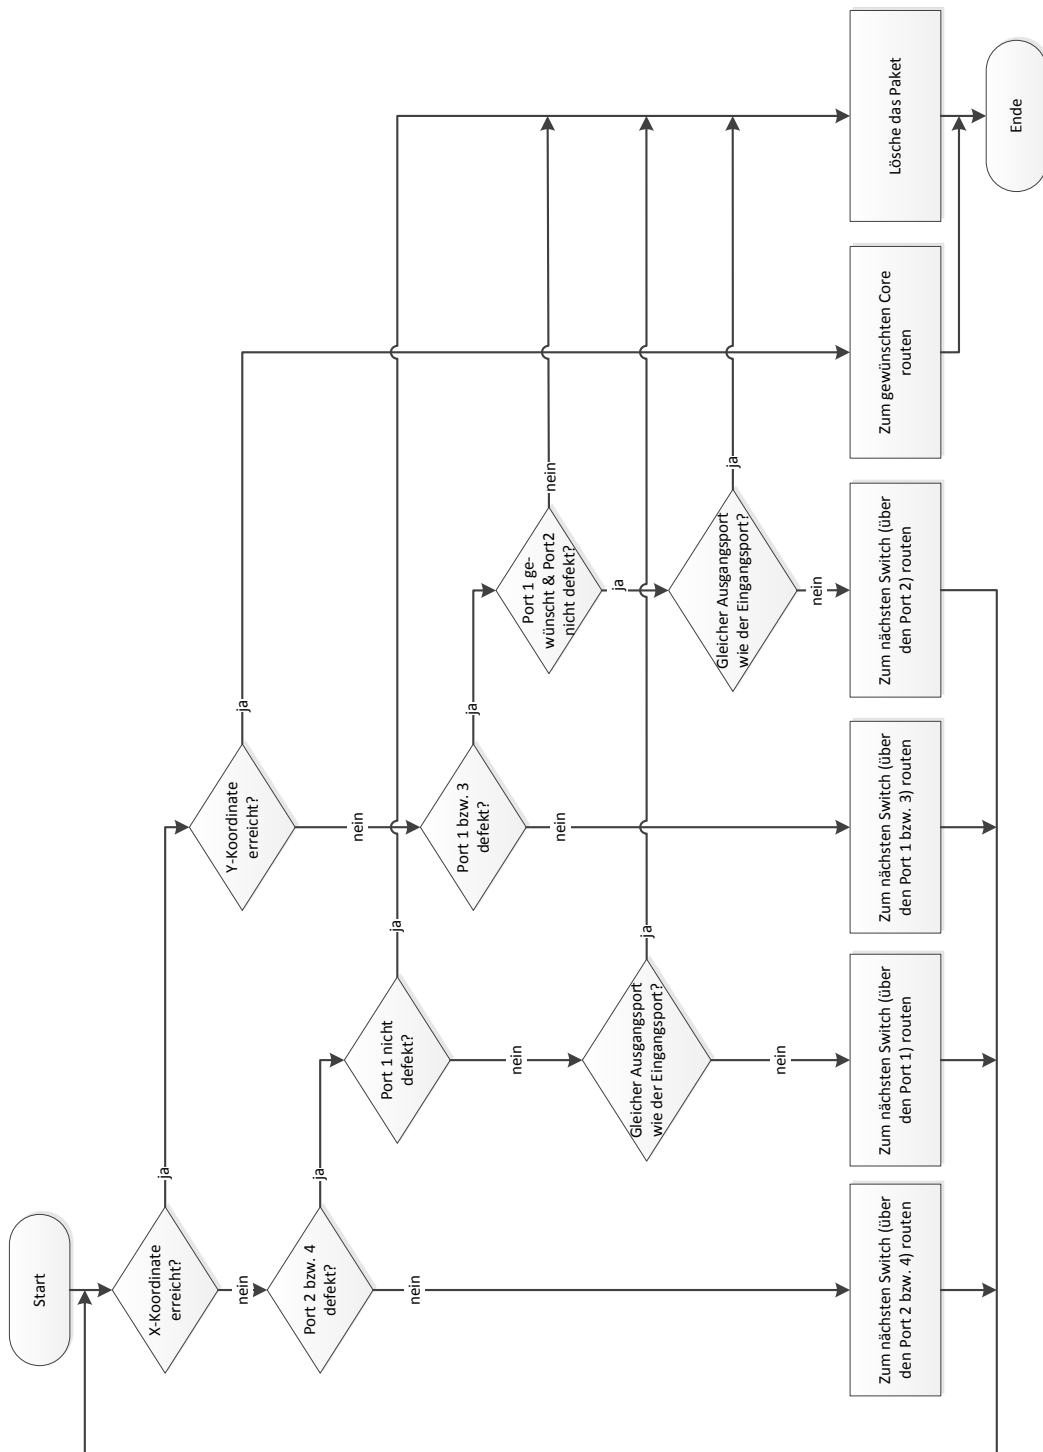 Start
X-Koordinate
erreicht?
ja
nein
Y-Koordinate
erreicht?
ja
nein
Port 2 bzw. 4
defekt?
ja
nein
Port 1 nicht
defekt?
ja
nein
Port 1 bzw. 3
defekt?
ja
nein
Port 1 ge-
wünscht & Port2
nicht defekt?
nein
ja
Gleicher Ausgangsport
wie der Eingangsport?
ja
nein
Gleicher Ausgangsport
wie der Eingangsport?
ja
nein
Zum nächsten Switch (über
den Port 2 bzw. 4) routen
Zum nächsten Switch (über
den Port 1) routen
Zum nächsten Switch (über
den Port 1 bzw. 3) routen
Zum nächsten Switch (über
den Port 2) routen
Zum gewünschten Core
routen
Lösche das Paket
Ende